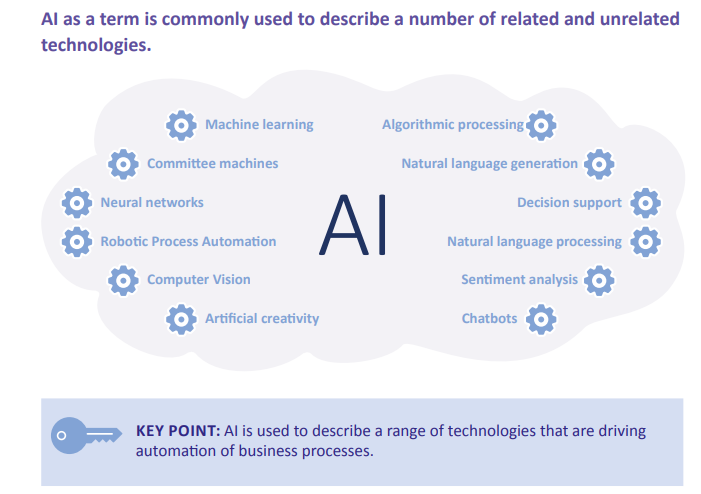 AI as a term is commonly used to describe a number of related and unrelated
technologies.
Machine learning
Committee machines
Neural networks
Robotic Process Automation
Computer Vision
Artificial creativity
AI
Algorithmic processing
Natural language generation
Decision support
Natural language processing
Sentiment analysis
Chatbots
KEY POINT: AI is used to describe a range of technologies that are driving
automation of business processes.